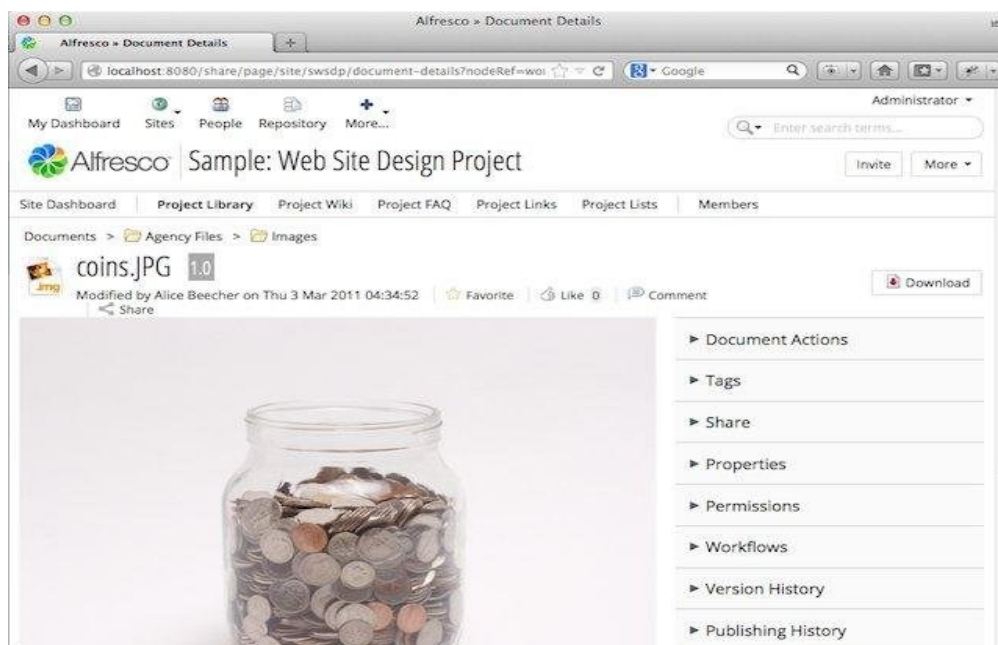 Alfresco » Document Details
Alfresco » Document Details
localhost:8080/share/page/site/swsdp/document-details?nodeRef=wor
Google
Administrator
My Dashboard Sites People Repository More...
Enter search terms...
Alfresco Sample: Web Site Design Project
Invite More
Site Dashboard Project Library Project Wiki Project FAQ Project Links Project Lists Members
Documents > Agency Files > Images
.img
coins.JPG 1.0
Download
Modified by Alice Beecher on Thu 3 Mar 2011 04:34:52 Favorite Like 0 Comment
Share
Document Actions
Tags
Share
Properties
Permissions
Workflows
Version History
Publishing History